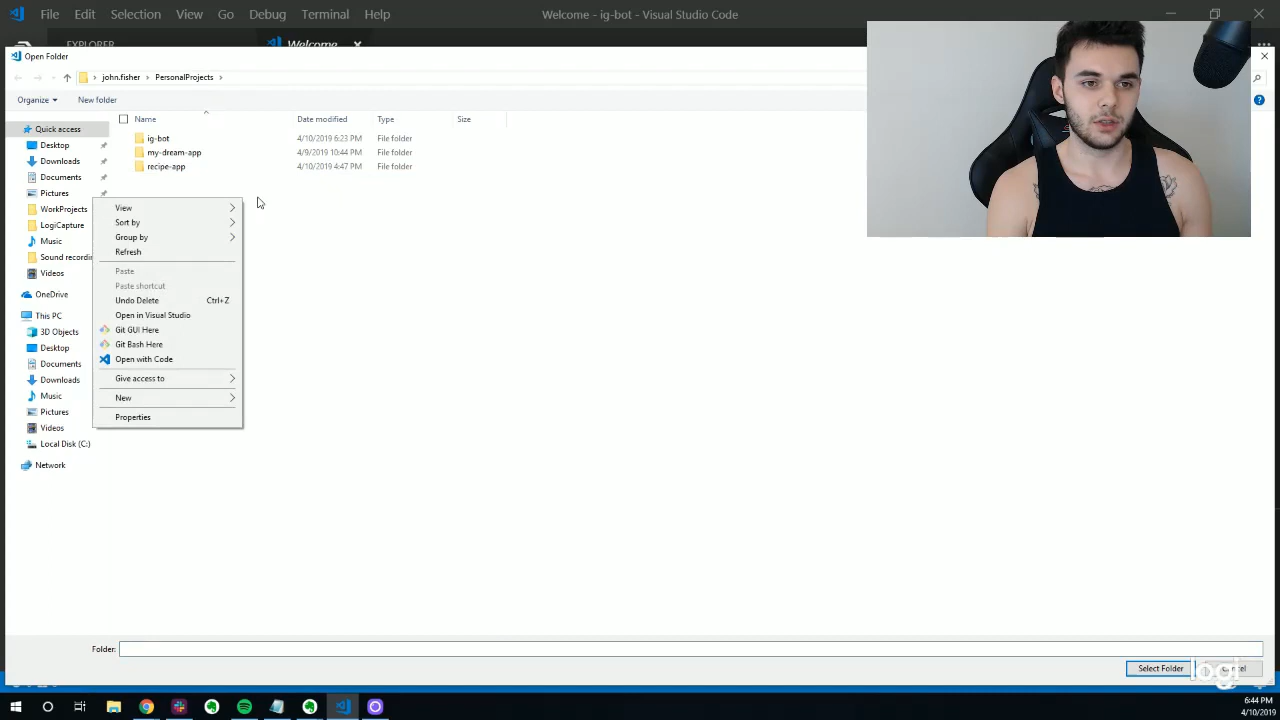 File Edit Selection View Go Debug Terminal Help
Welcome - ig-bot - Visual Studio Code
EXPLORER
Welcome
Open Folder
john.fisher > PersonalProjects >
Organize
New folder
Name Date modified Type Size
ig-bot 4/10/2019 6:23 PM File folder
my-dream-app 4/9/2019 10:44 PM File folder
recipe-app 4/10/2019 4:47 PM File folder
Quick access
Desktop
Downloads
Documents
Pictures
WorkProjects
LogiCapture
Music
Sound recordin
Videos
OneDrive
This PC
3D Objects
Desktop
Documents
Downloads
Music
Pictures
Videos
Local Disk (C:)
Network
View
Sort by
Group by
Refresh
Paste
Paste shortcut
Undo Delete Ctrl+Z
Open in Visual Studio
Git GUI Here
Git Bash Here
Open with Code
Give access to
New
Properties
Folder:
Select Folder
logi
6:44 PM
4/10/2019